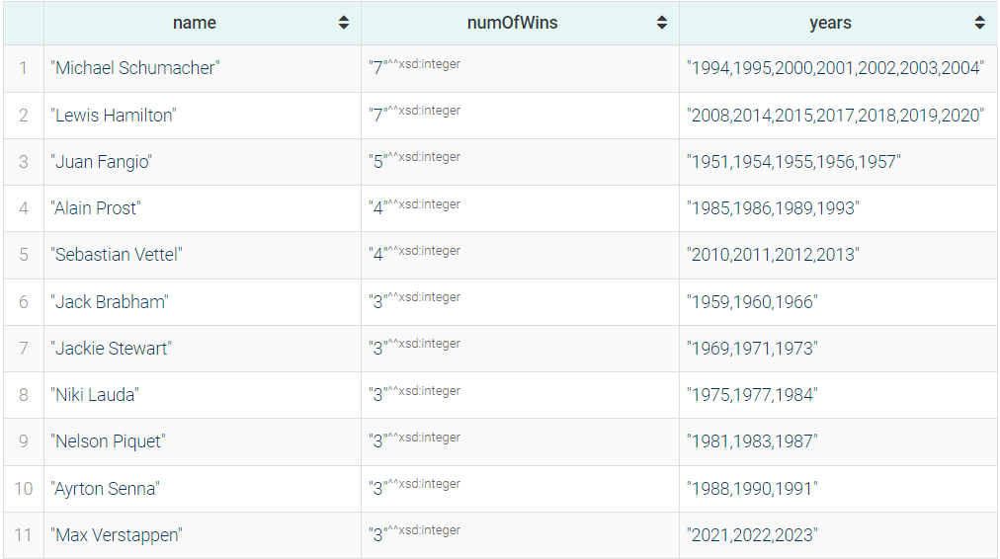 name numOfWins years
1 "Michael Schumacher" "7"^^xsd:integer "1994,1995,2000,2001,2002,2003,2004"
2 "Lewis Hamilton" "7"^^xsd:integer "2008,2014,2015,2017,2018,2019,2020"
3 "Juan Fangio" "5"^^xsd:integer "1951,1954,1955,1956,1957"
4 "Alain Prost" "4"^^xsd:integer "1985,1986,1989,1993"
5 "Sebastian Vettel" "4"^^xsd:integer "2010,2011,2012,2013"
6 "Jack Brabham" "3"^^xsd:integer "1959,1960,1966"
7 "Jackie Stewart" "3"^^xsd:integer "1969,1971,1973"
8 "Niki Lauda" "3"^^xsd:integer "1975,1977,1984"
9 "Nelson Piquet" "3"^^xsd:integer "1981,1983,1987"
10 "Ayrton Senna" "3"^^xsd:integer "1988,1990,1991"
11 "Max Verstappen" "3"^^xsd:integer "2021,2022,2023"